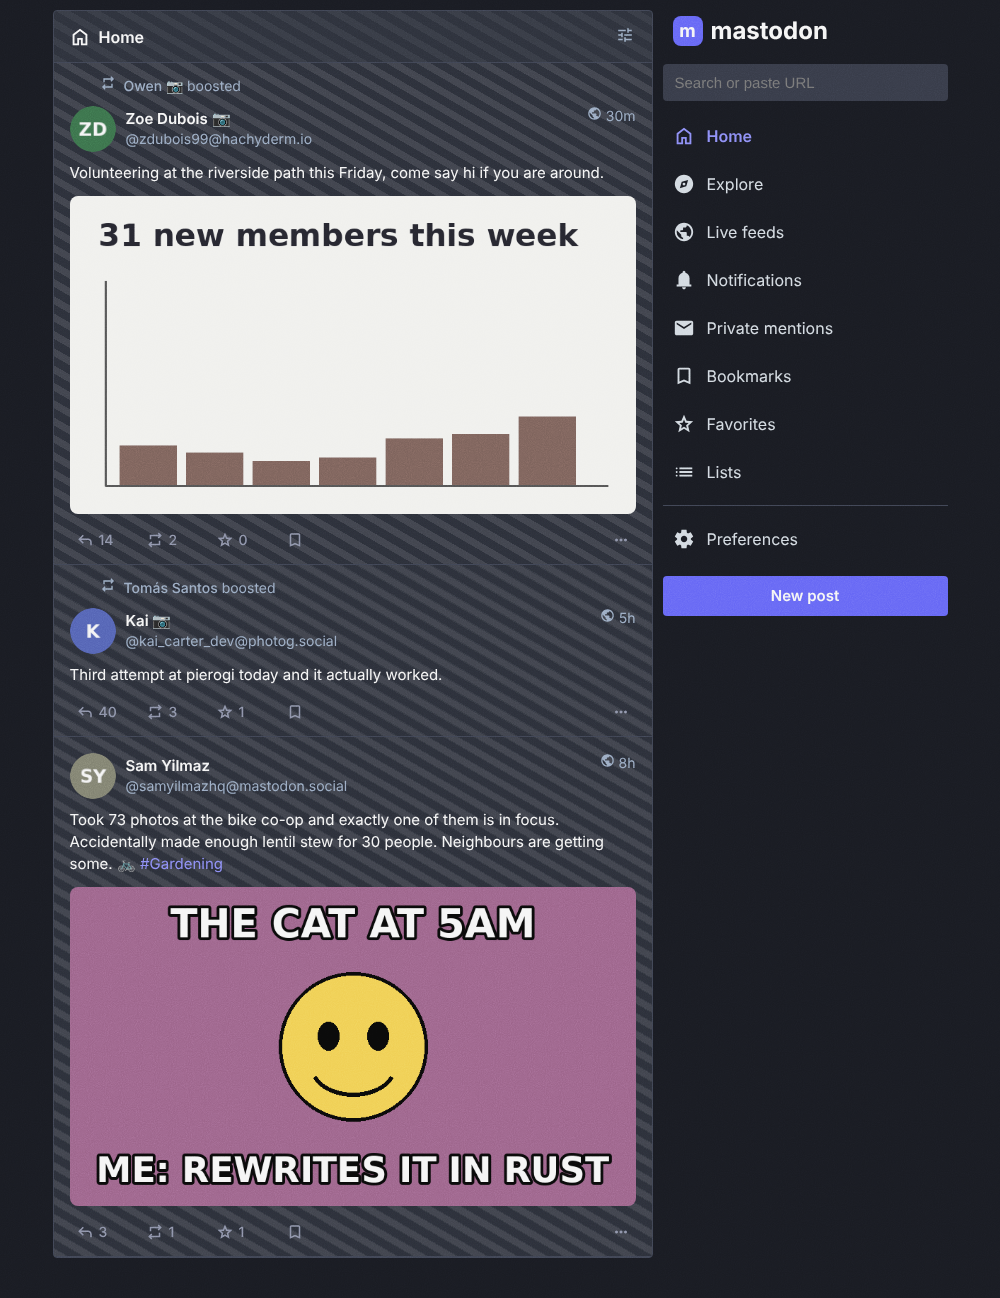 Home
Owen 📷 boosted
ZD
Zoe Dubois 📷
30m
@zdubois99@hachyderm.io
Volunteering at the riverside path this Friday, come say hi if you are around.
31 new members this week
14 2 0
Tomás Santos boosted
K
Kai 📷
5h
@kai_carter_dev@photog.social
Third attempt at pierogi today and it actually worked.
40 3 1
SY
Sam Yilmaz
8h
@samyilmazhq@mastodon.social
Took 73 photos at the bike co-op and exactly one of them is in focus.
Accidentally made enough lentil stew for 30 people. Neighbours are getting
some. 🚲 #Gardening
THE CAT AT 5AM
ME: REWRITES IT IN RUST
3 1 1
m mastodon
Search or paste URL
Home
Explore
Live feeds
Notifications
Private mentions
Bookmarks
Favorites
Lists
Preferences
New post